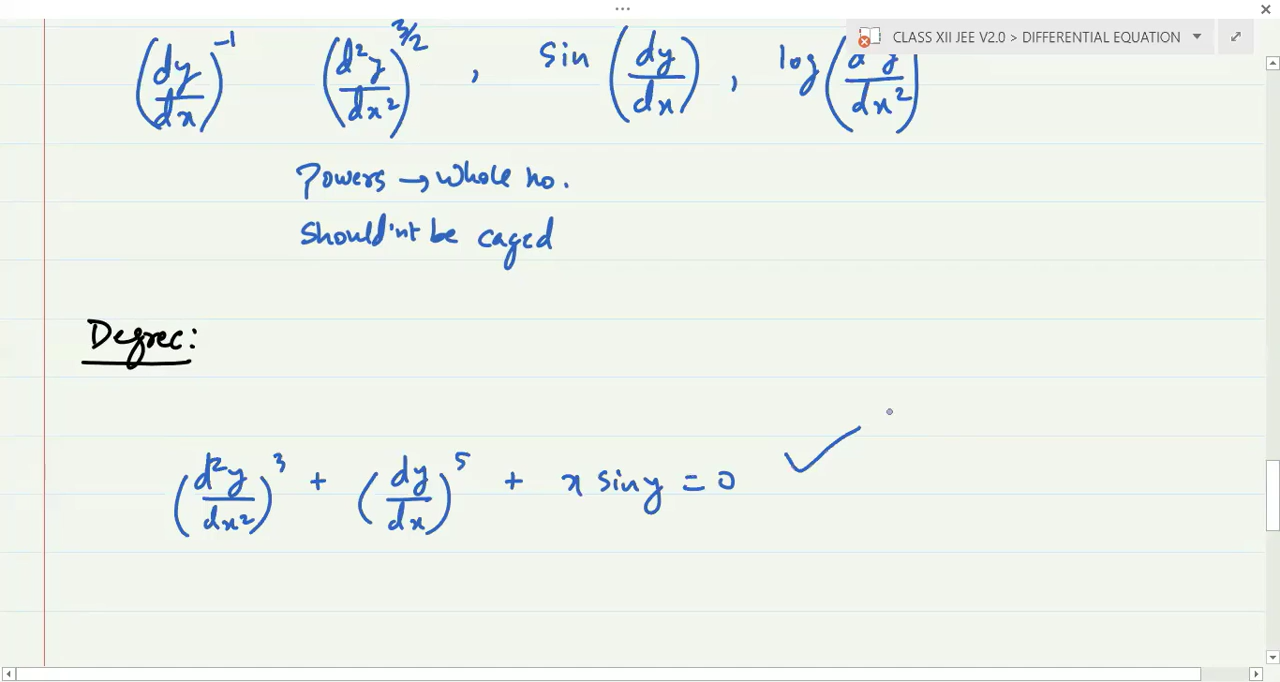 CLASS XII JEE V2.0 > DIFFERENTIAL EQUATION
(dy/dx)^-1 (d²y/dx²)^3/2 , sin (dy/dx) , log (d²y/dx²)
Powers → Whole no.
Should'nt be caged
Degree:
(d²y/dx²)³ + (dy/dx)⁵ + x sin y = 0 ✓